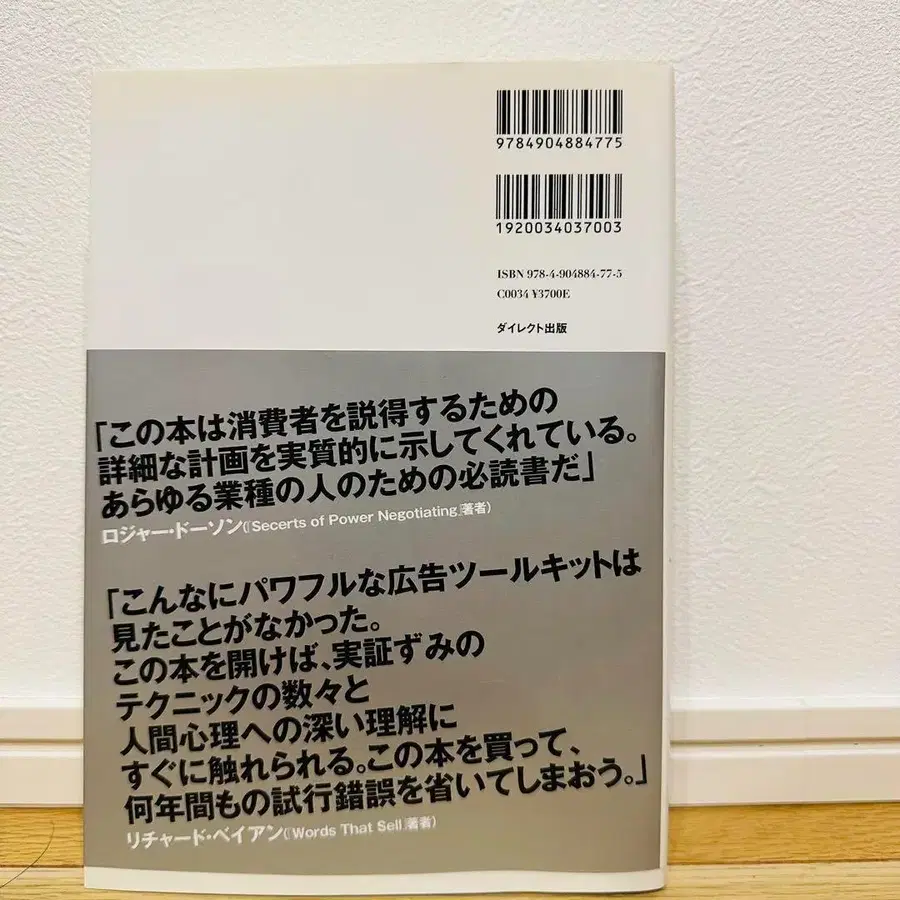 9784904884775
1920034037003
ISBN 978-4-904884-77-5
C0034 ¥3700E
ダイレクト出版
「この本は消費者を説得するための
詳細な計画を実質的に示してくれている。
あらゆる業種の人のための必読書だ」
ロジャー・ドーソン(『Secerts of Power Negotiating』著者)
「こんなにパワフルな広告ツールキットは
見たことがなかった。
この本を開けば、実証ずみの
テクニックの数々と
人間心理への深い理解に
すぐに触れられる。この本を買って、
何年間もの試行錯誤を省いてしまおう。」
リチャード・ベイアン(『Words That Sell』著者)